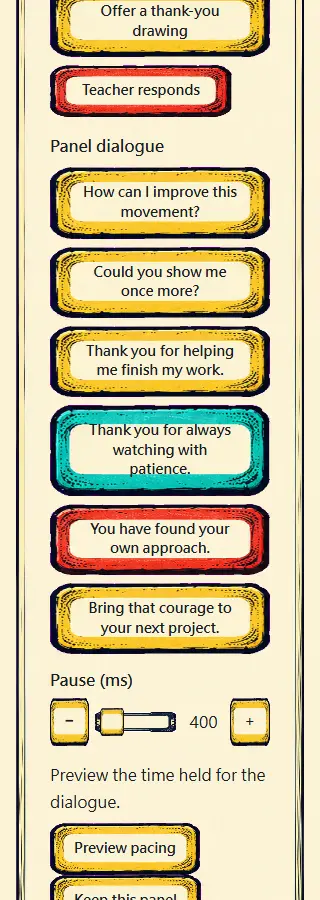 Offer a thank-you
drawing
Teacher responds
Panel dialogue
How can I improve this
movement?
Could you show me
once more?
Thank you for helping
me finish my work.
Thank you for always
watching with
patience.
You have found your
own approach.
Bring that courage to
your next project.
Pause (ms)
− 400 +
Preview the time held for the
dialogue.
Preview pacing
Keep this panel